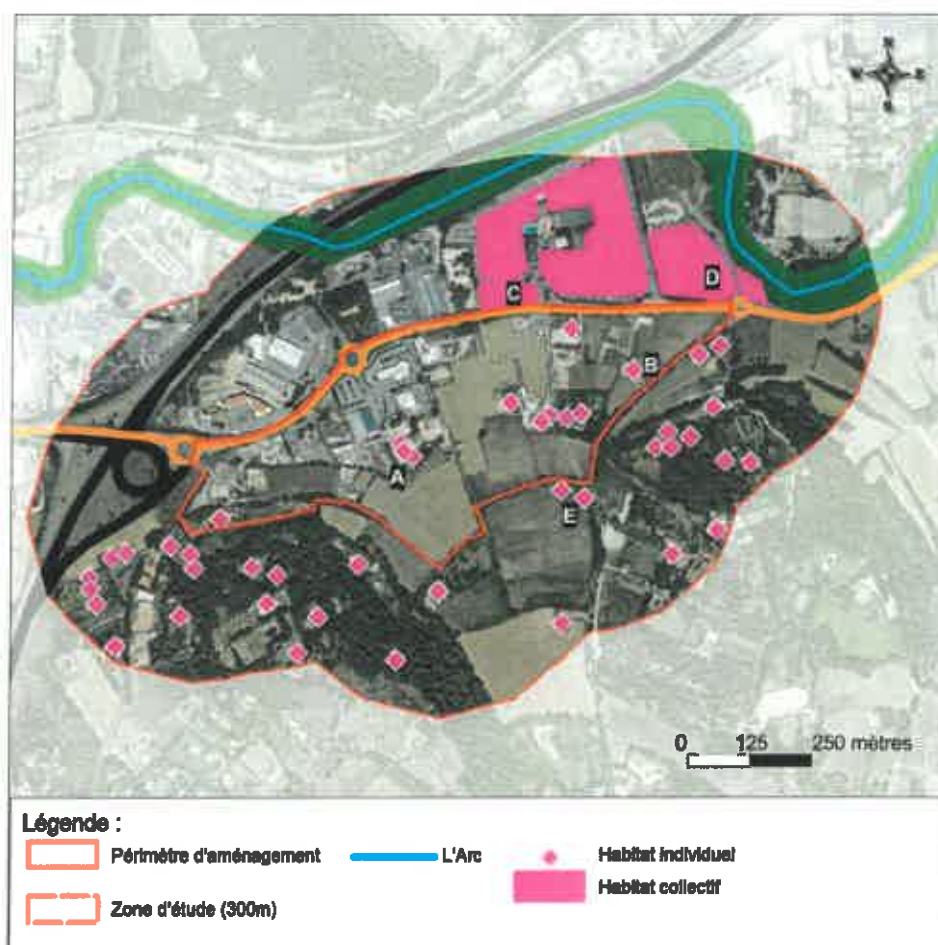 N
W E
S
C
D
B
A
E
0 125 250 mètres
Légende :
Périmètre d'aménagement L'Arc Habitat individuel
Habitat collectif
Zone d'étude (300m)